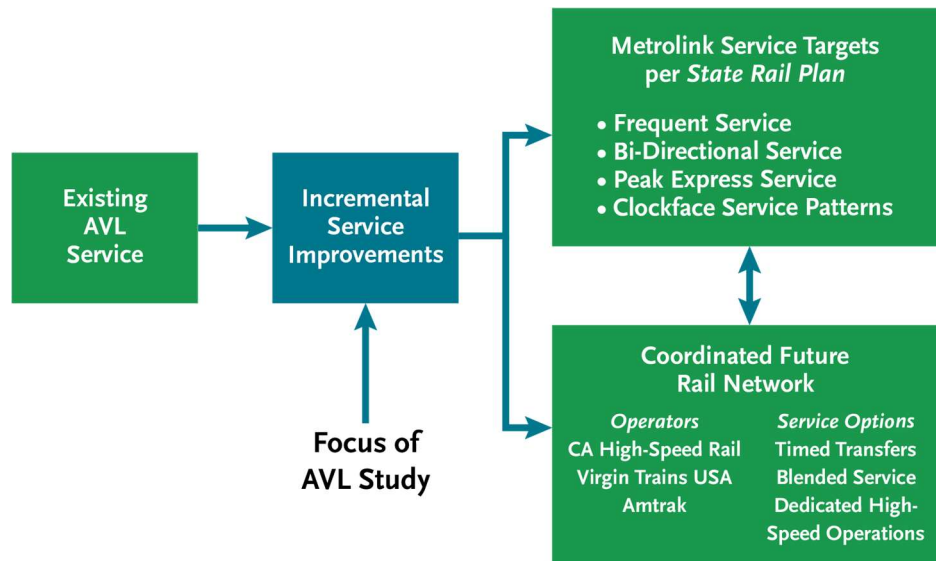 Existing
AVL
Service
Incremental
Service
Improvements
Focus of
AVL Study
Metrolink Service Targets
per State Rail Plan
• Frequent Service
• Bi-Directional Service
• Peak Express Service
• Clockface Service Patterns
Coordinated Future
Rail Network
Operators
CA High-Speed Rail
Virgin Trains USA
Amtrak
Service Options
Timed Transfers
Blended Service
Dedicated High-
Speed Operations